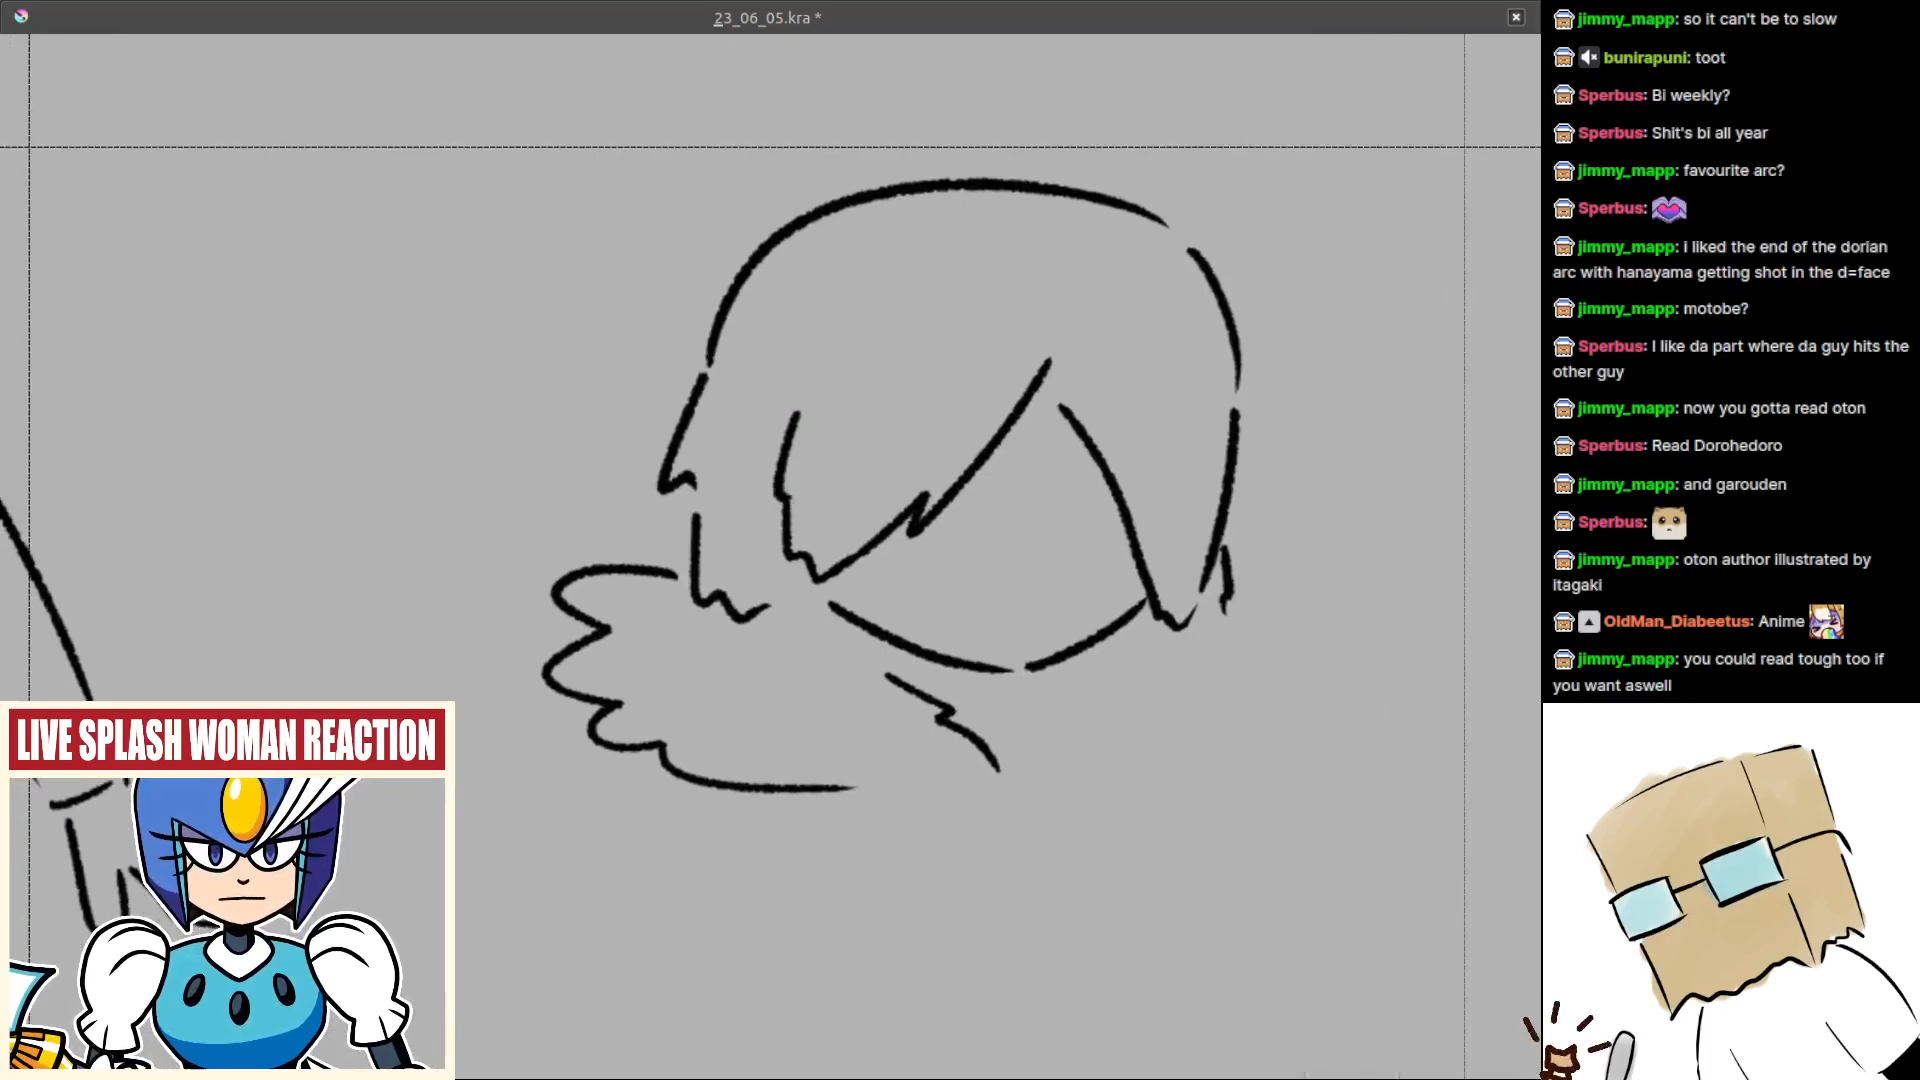 23_06_05.kra *
jimmy_mapp: so it can't be to slow
bunirapuni: toot
Sperbus: Bi weekly?
Sperbus: Shit's bi all year
jimmy_mapp: favourite arc?
Sperbus:
jimmy_mapp: i liked the end of the dorian
arc with hanayama getting shot in the d=face
jimmy_mapp: motobe?
Sperbus: I like da part where da guy hits the
other guy
jimmy_mapp: now you gotta read oton
Sperbus: Read Dorohedoro
jimmy_mapp: and garouden
Sperbus:
jimmy_mapp: oton author illustrated by
itagaki
OldMan_Diabeetus: Anime
jimmy_mapp: you could read tough too if
you want aswell
LIVE SPLASH WOMAN REACTION